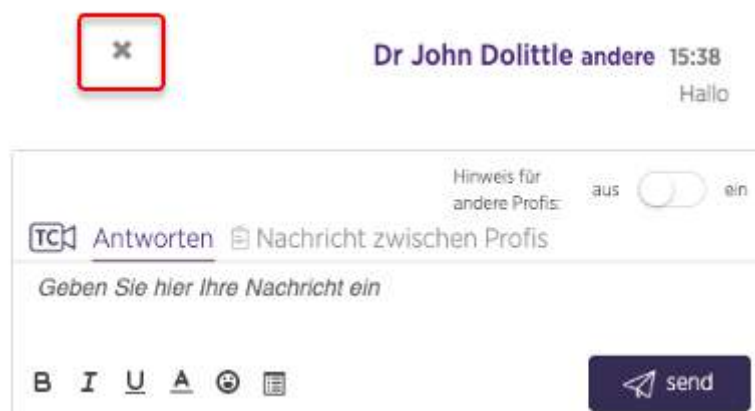 Dr John Dolittle andere 15:38
Hallo
Hinweis für
andere Profis:
aus ein
TC Antworten Nachricht zwischen Profis
Geben Sie hier Ihre Nachricht ein
B I U A
send